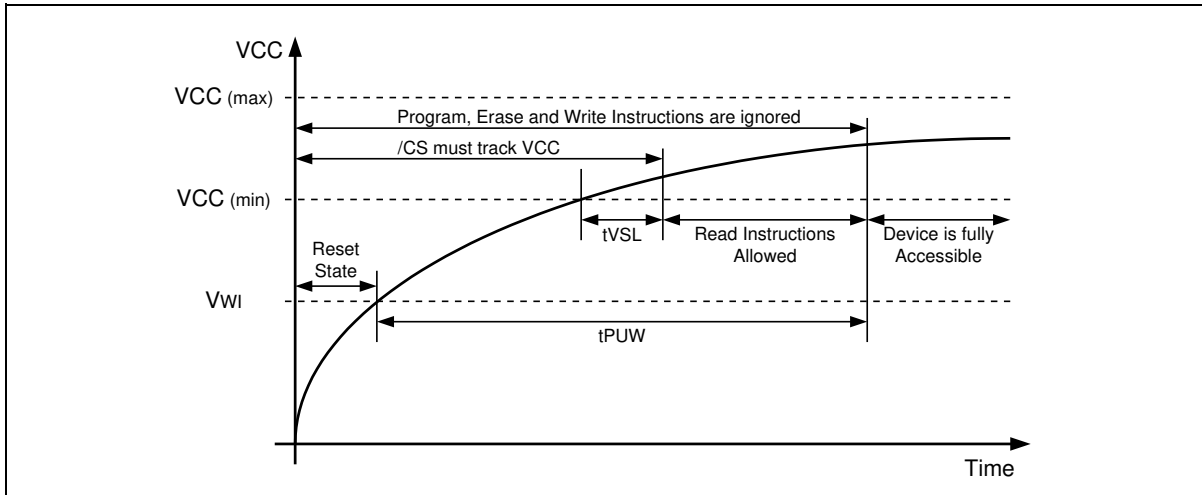 VCC
VCC (max)
Program, Erase and Write Instructions are ignored
/CS must track VCC
VCC (min)
tVSL
Read Instructions
Allowed
Device is fully
Accessible
Reset
State
VWI
tPUW
Time